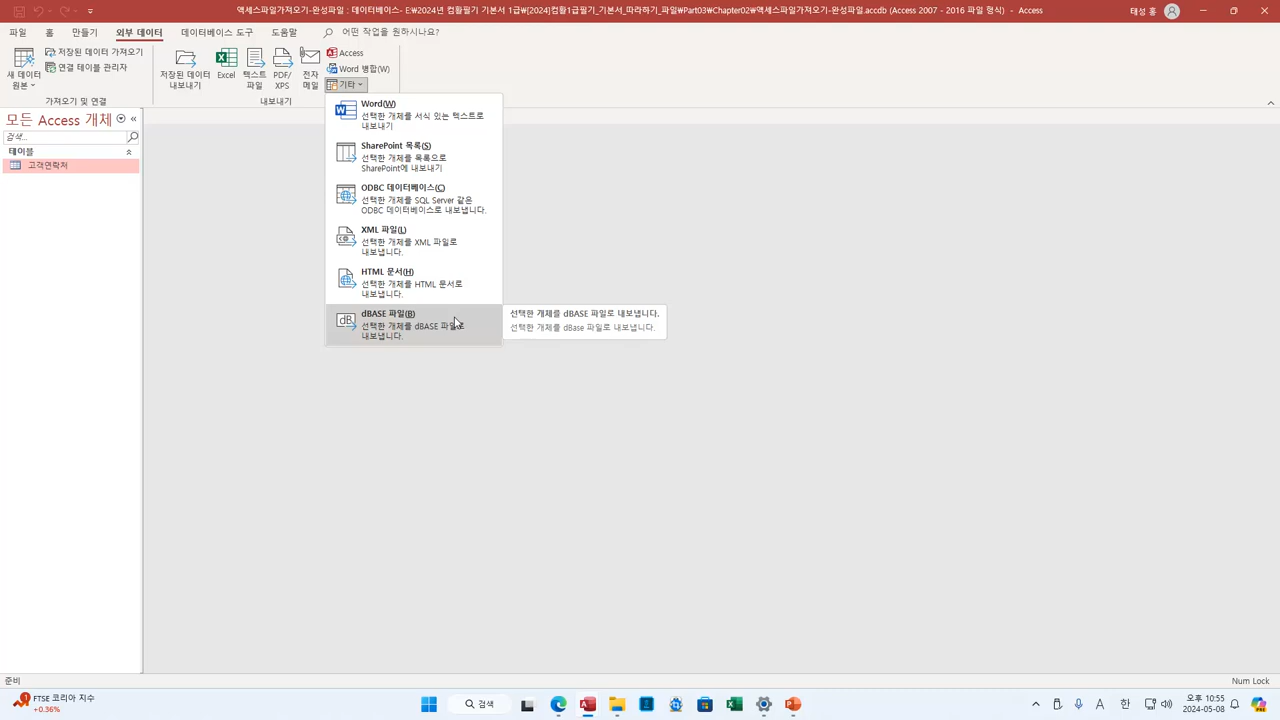 액세스파일가져오기-완성파일 : 데이터베이스- E:₩2024년 컴활필기 기본서 1급₩[2024]컴활1급필기_기본서_따라하기_파일₩Part03₩Chapter02₩액세스파일가져오기-완성파일.accdb (Access 2007 - 2016 파일 형식) - Access
태성 홍
파일 홈 만들기 외부 데이터 데이터베이스 도구 도움말 어떤 작업을 원하시나요?
새 데이터
원본
저장된 데이터 가져오기
연결 테이블 관리자
가져오기 및 연결
저장된 데이터
내보내기
Excel
텍스트
파일
PDF/
XPS
전자
메일
Access
Word 병합(W)
기타
내보내기
모든 Access 개체
검색...
테이블
고객연락처
Word(W)
선택한 개체를 서식 있는 텍스트로
내보내기
SharePoint 목록(S)
선택한 개체를 목록으로
SharePoint에 내보내기
ODBC 데이터베이스(C)
선택한 개체를 SQL Server 같은
ODBC 데이터베이스로 내보냅니다.
XML 파일(L)
선택한 개체를 XML 파일로
내보냅니다.
HTML 문서(H)
선택한 개체를 HTML 문서로
내보냅니다.
dBASE 파일(B)
선택한 개체를 dBASE 파일로
내보냅니다.
선택한 개체를 dBASE 파일로 내보냅니다.
선택한 개체를 dBase 파일로 내보냅니다.
준비
Num Lock
FTSE 코리아 지수
+0.36%
검색
A
한
오후 10:55
2024-05-08